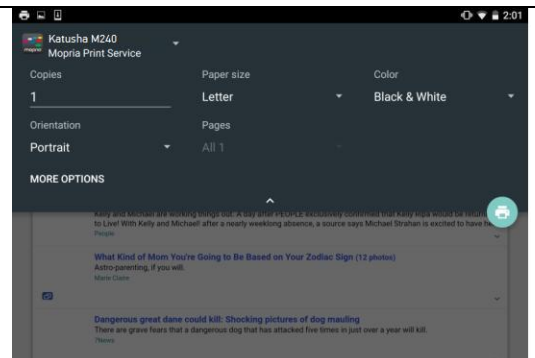 2:01
Katusha M240
mopria
Mopria Print Service
Copies
Paper size
Color
1
Letter
Black & White
Orientation
Pages
Portrait
All 1
MORE OPTIONS
Kelly and Michael are working things out. A day after PEOPLE exclusively confirmed that Kelly Ripa would be
to Live! With Kelly and Michael! after a nearly weeklong absence, a source says Michael Strahan is excited to have
People
What Kind of Mom You're Going to Be Based on Your Zodiac Sign (12 photos)
Astro-parenting, if you will.
Marie Claire
Dangerous great dane could kill: Shocking pictures of dog mauling
There are grave fears that a dangerous dog that has attacked five times in just over a year will kill.
7News